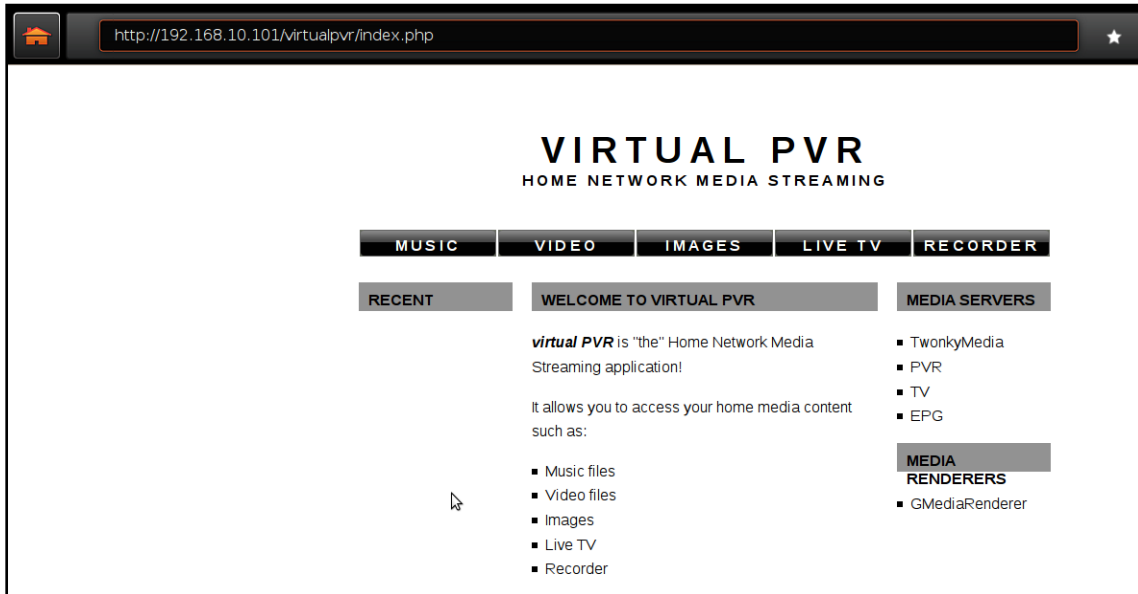 http://192.168.10.101/virtualpvr/index.php
VIRTUAL PVR
HOME NETWORK MEDIA STREAMING
MUSIC
VIDEO
IMAGES
LIVE TV
RECORDER
RECENT
WELCOME TO VIRTUAL PVR
virtual PVR is "the" Home Network Media
Streaming application!
It allows you to access your home media content
such as:
Music files
Video files
Images
Live TV
Recorder
MEDIA SERVERS
TwonkyMedia
PVR
TV
EPG
MEDIA
RENDERERS
GMediaRenderer